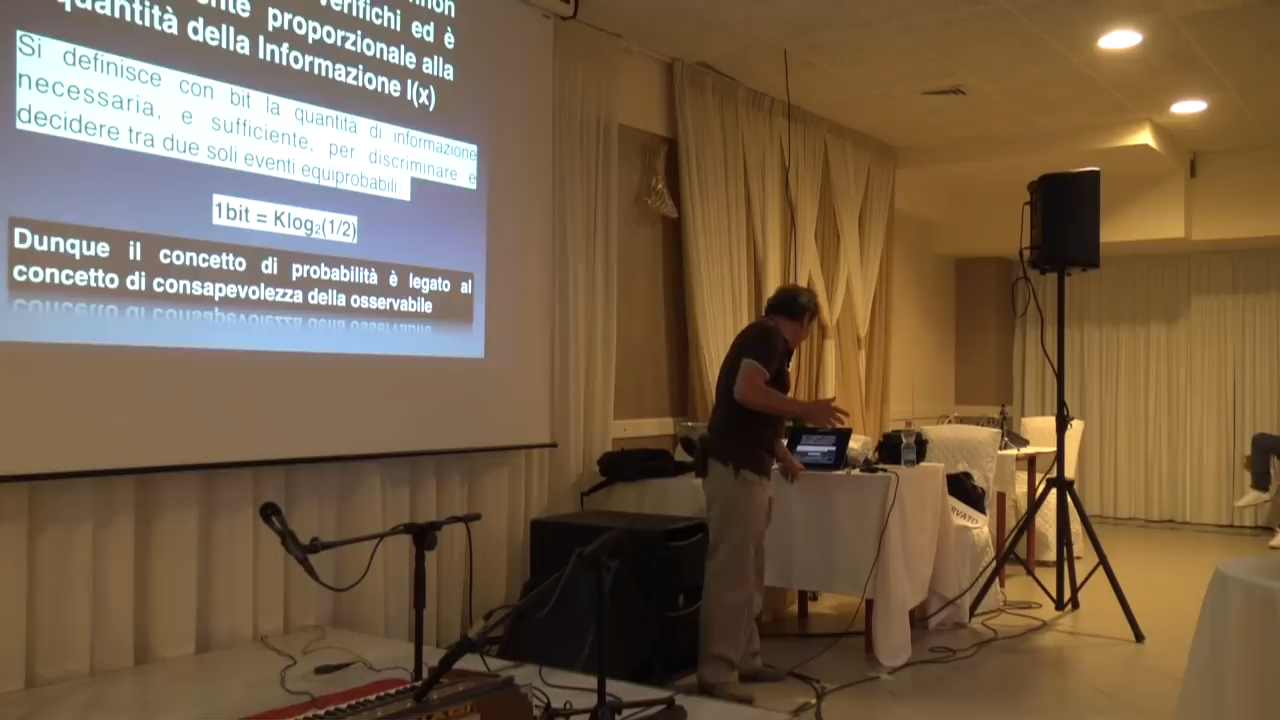 verifichi ed è
proporzionale alla
quantità della Informazione I(x)
Si definisce con bit la quantità di informazione
necessaria, e sufficiente, per discriminare e
decidere tra due soli eventi equiprobabili:
1bit = Klog₂(1/2)
Dunque il concetto di probabilità è legato al
concetto di consapevolezza della osservabile
RVATO